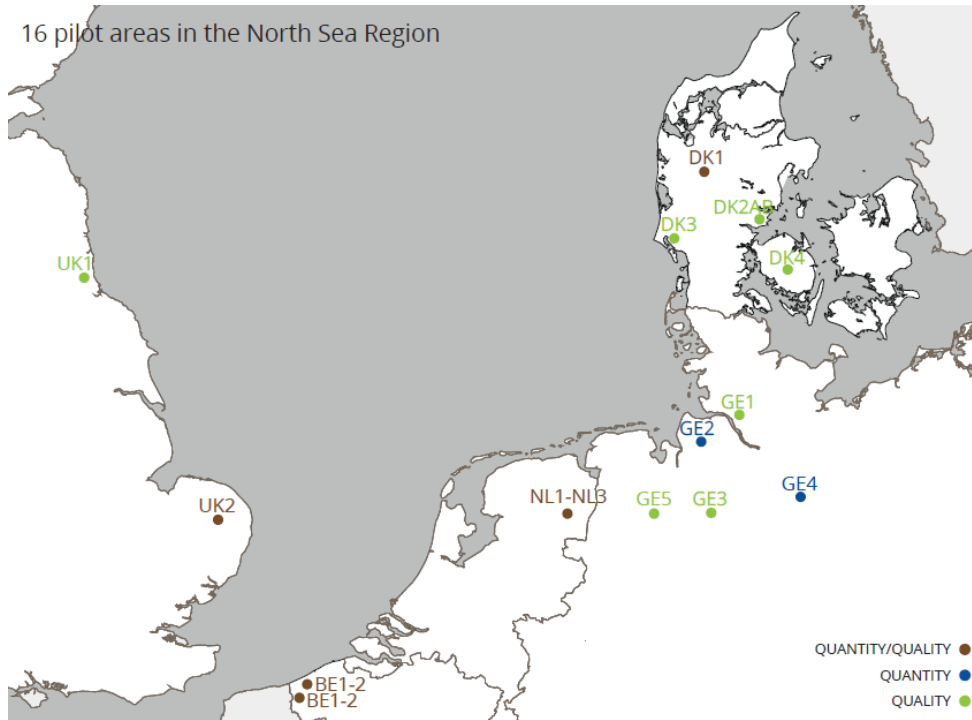 16 pilot areas in the North Sea Region
DK1
DK2AB
DK3
UK1
DK4
GE1
GE2
GE4
UK2
NL1-NL3
GE5
GE3
QUANTITY/QUALITY
QUANTITY
BE1-2
BE1-2
QUALITY